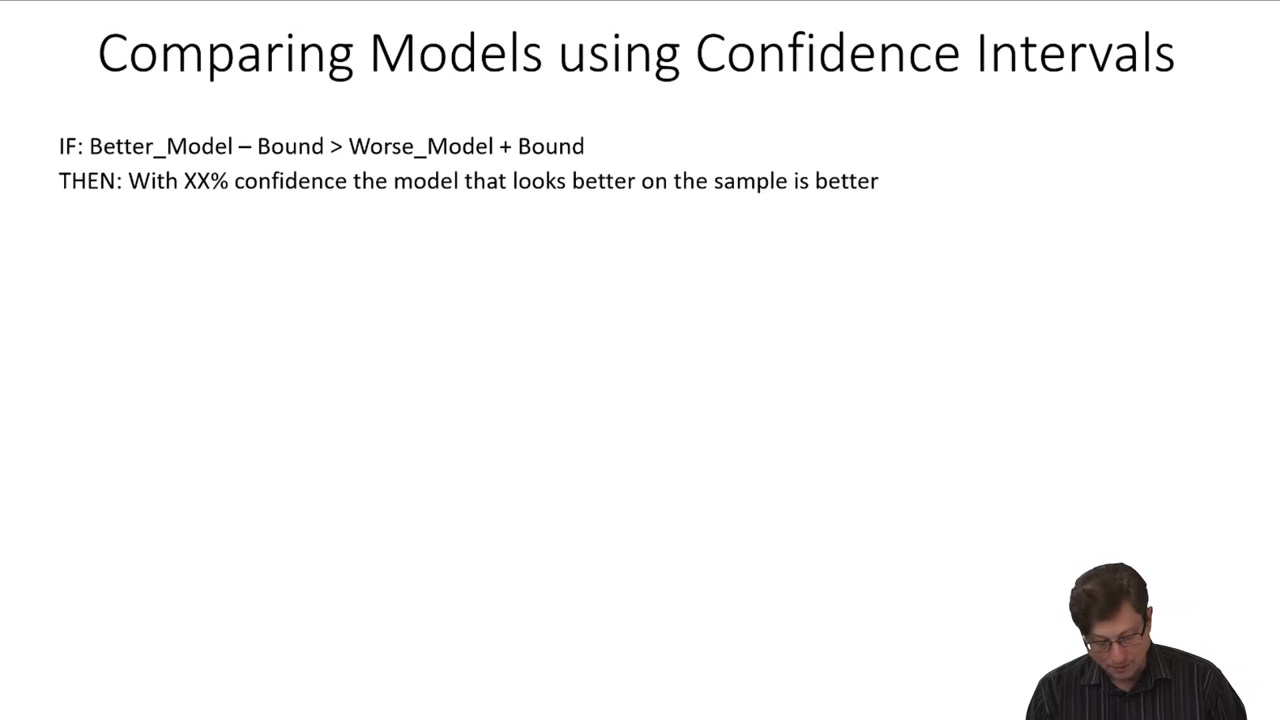 Comparing Models using Confidence Intervals
IF: Better_Model – Bound > Worse_Model + Bound
THEN: With XX% confidence the model that looks better on the sample is better